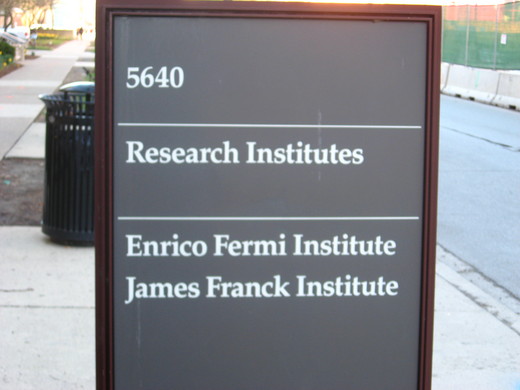 5640
Research Institutes
Enrico Fermi Institute
James Franck Institute